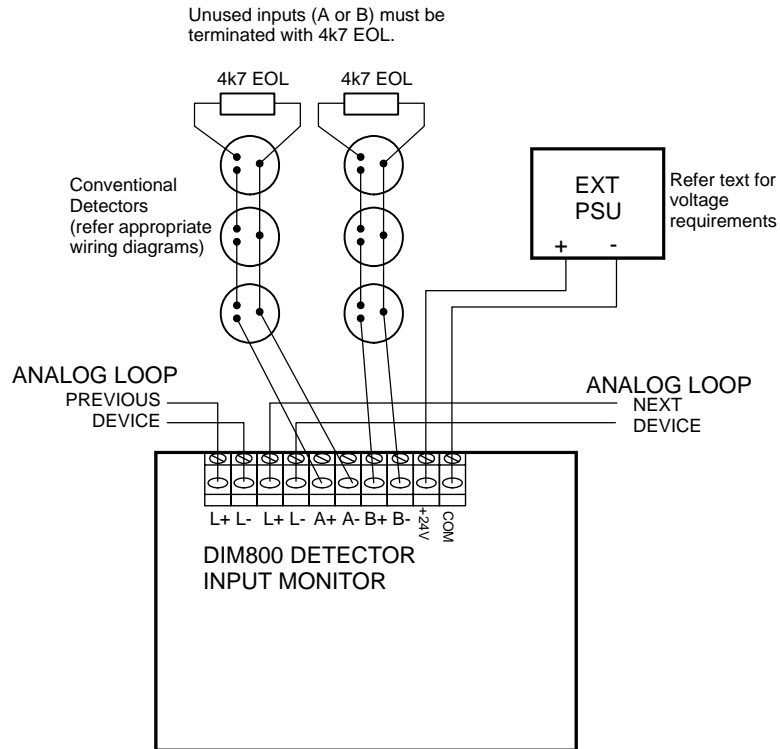 Unused inputs (A or B) must be
terminated with 4k7 EOL.
4k7 EOL
4k7 EOL
Conventional
Detectors
(refer appropriate
wiring diagrams)
EXT
PSU
+ -
Refer text for
voltage
requirements
ANALOG LOOP
PREVIOUS
DEVICE
ANALOG LOOP
NEXT
DEVICE
L+ L- L+ L- A+ A- B+ B- +24V COM
DIM800 DETECTOR
INPUT MONITOR